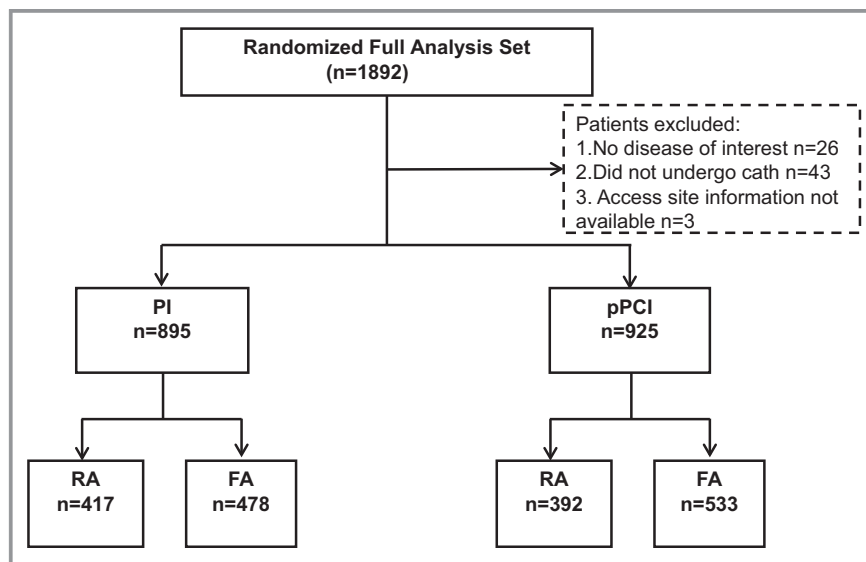 Randomized Full Analysis Set
(n=1892)
Patients excluded:
1.No disease of interest n=26
2.Did not undergo cath n=43
3. Access site information not
available n=3
PI
n=895
pPCI
n=925
RA
n=417
FA
n=478
RA
n=392
FA
n=533